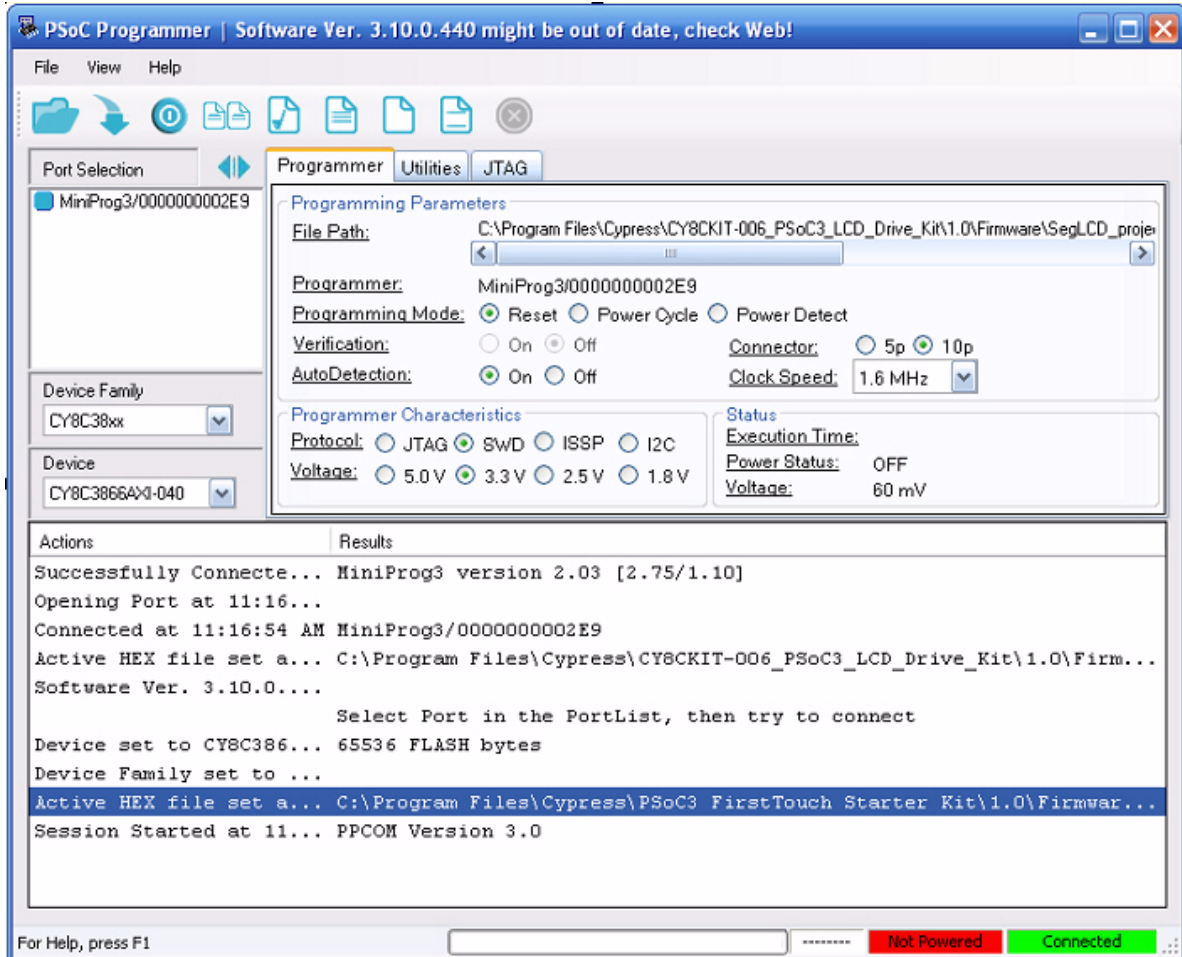 PSoC Programmer | Software Ver. 3.10.0.440 might be out of date, check Web!
File View Help
Port Selection
MiniProg3/0000000002E9
Device Family
CY8C38xx
Device
CY8C3866AXI-040
Programmer Utilities JTAG
Programming Parameters
File Path: C:\Program Files\Cypress\CY8CKIT-006_PSoC3_LCD_Drive_Kit\1.0\Firmware\SegLCD_proje
Programmer: MiniProg3/0000000002E9
Programming Mode: Reset Power Cycle Power Detect
Verification: On Off Connector: 5p 10p
AutoDetection: On Off Clock Speed: 1.6 MHz
Programmer Characteristics
Protocol: JTAG SWD ISSP I2C
Voltage: 5.0 V 3.3 V 2.5 V 1.8 V
Status
Execution Time:
Power Status: OFF
Voltage: 60 mV
Actions Results
Successfully Connecte... MiniProg3 version 2.03 [2.75/1.10]
Opening Port at 11:16...
Connected at 11:16:54 AM MiniProg3/0000000002E9
Active HEX file set a... C:\Program Files\Cypress\CY8CKIT-006_PSoC3_LCD_Drive_Kit\1.0\Firm...
Software Ver. 3.10.0....
Select Port in the PortList, then try to connect
Device set to CY8C386... 65536 FLASH bytes
Device Family set to ...
Active HEX file set a... C:\Program Files\Cypress\PSoC3 FirstTouch Starter Kit\1.0\Firmwar...
Session Started at 11... PPCOM Version 3.0
For Help, press F1
-------- Not Powered Connected